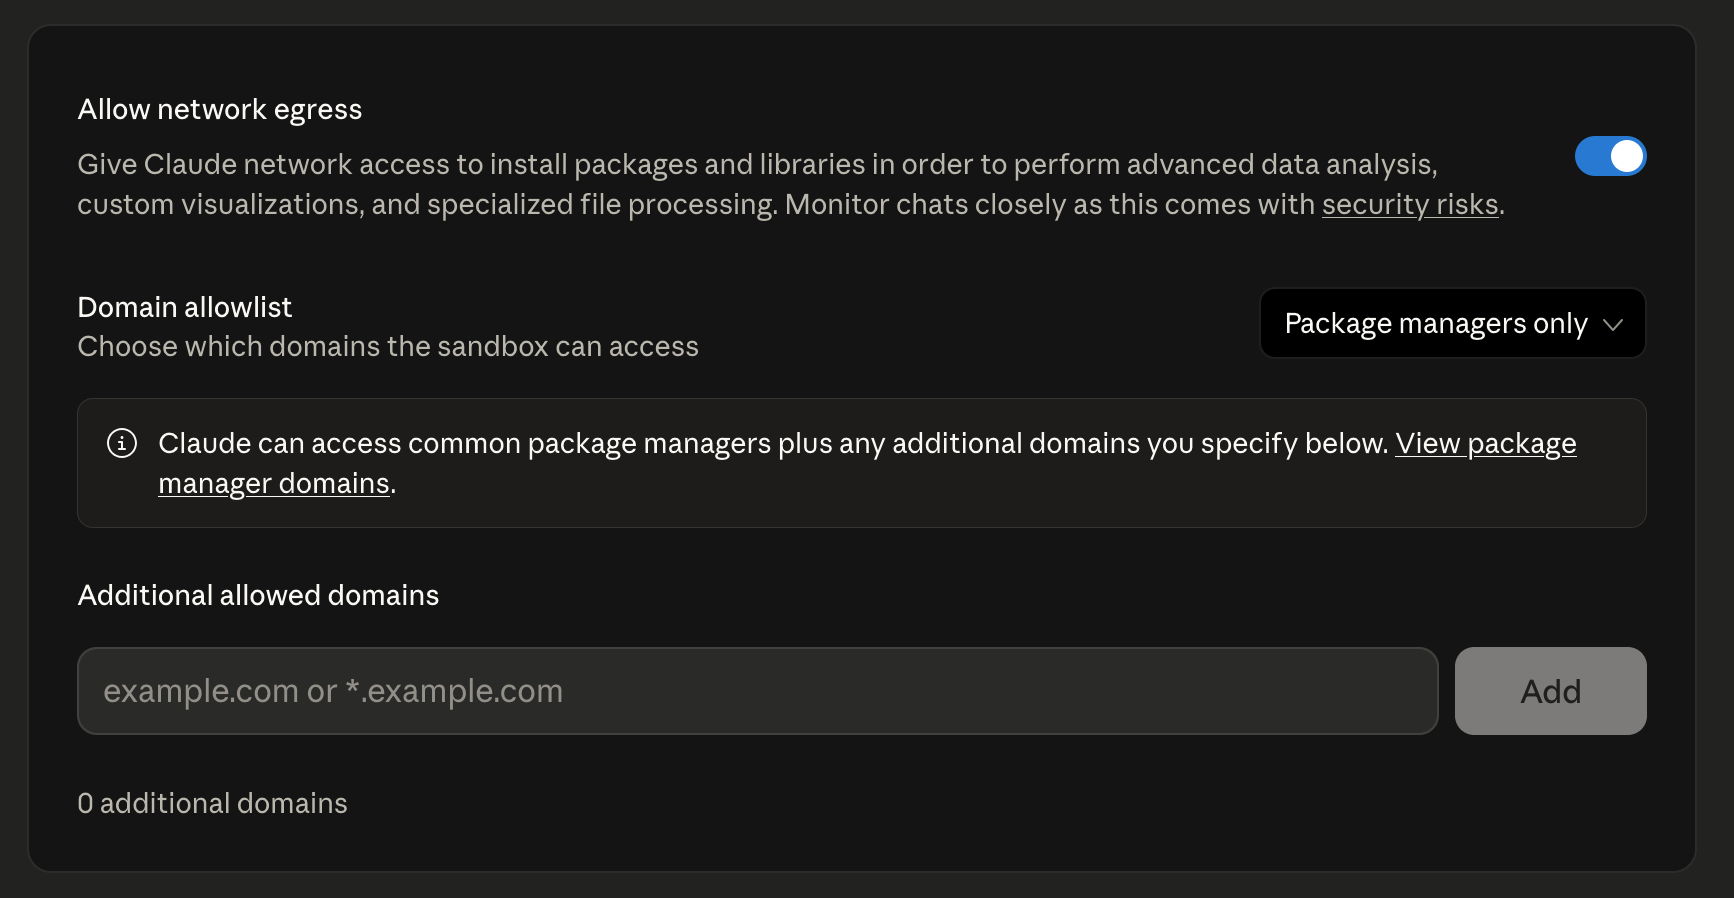 Allow network egress
Give Claude network access to install packages and libraries in order to perform advanced data analysis,
custom visualizations, and specialized file processing. Monitor chats closely as this comes with security risks.
Domain allowlist
Choose which domains the sandbox can access
Package managers only
Claude can access common package managers plus any additional domains you specify below. View package
manager domains.
Additional allowed domains
example.com or *.example.com
Add
0 additional domains